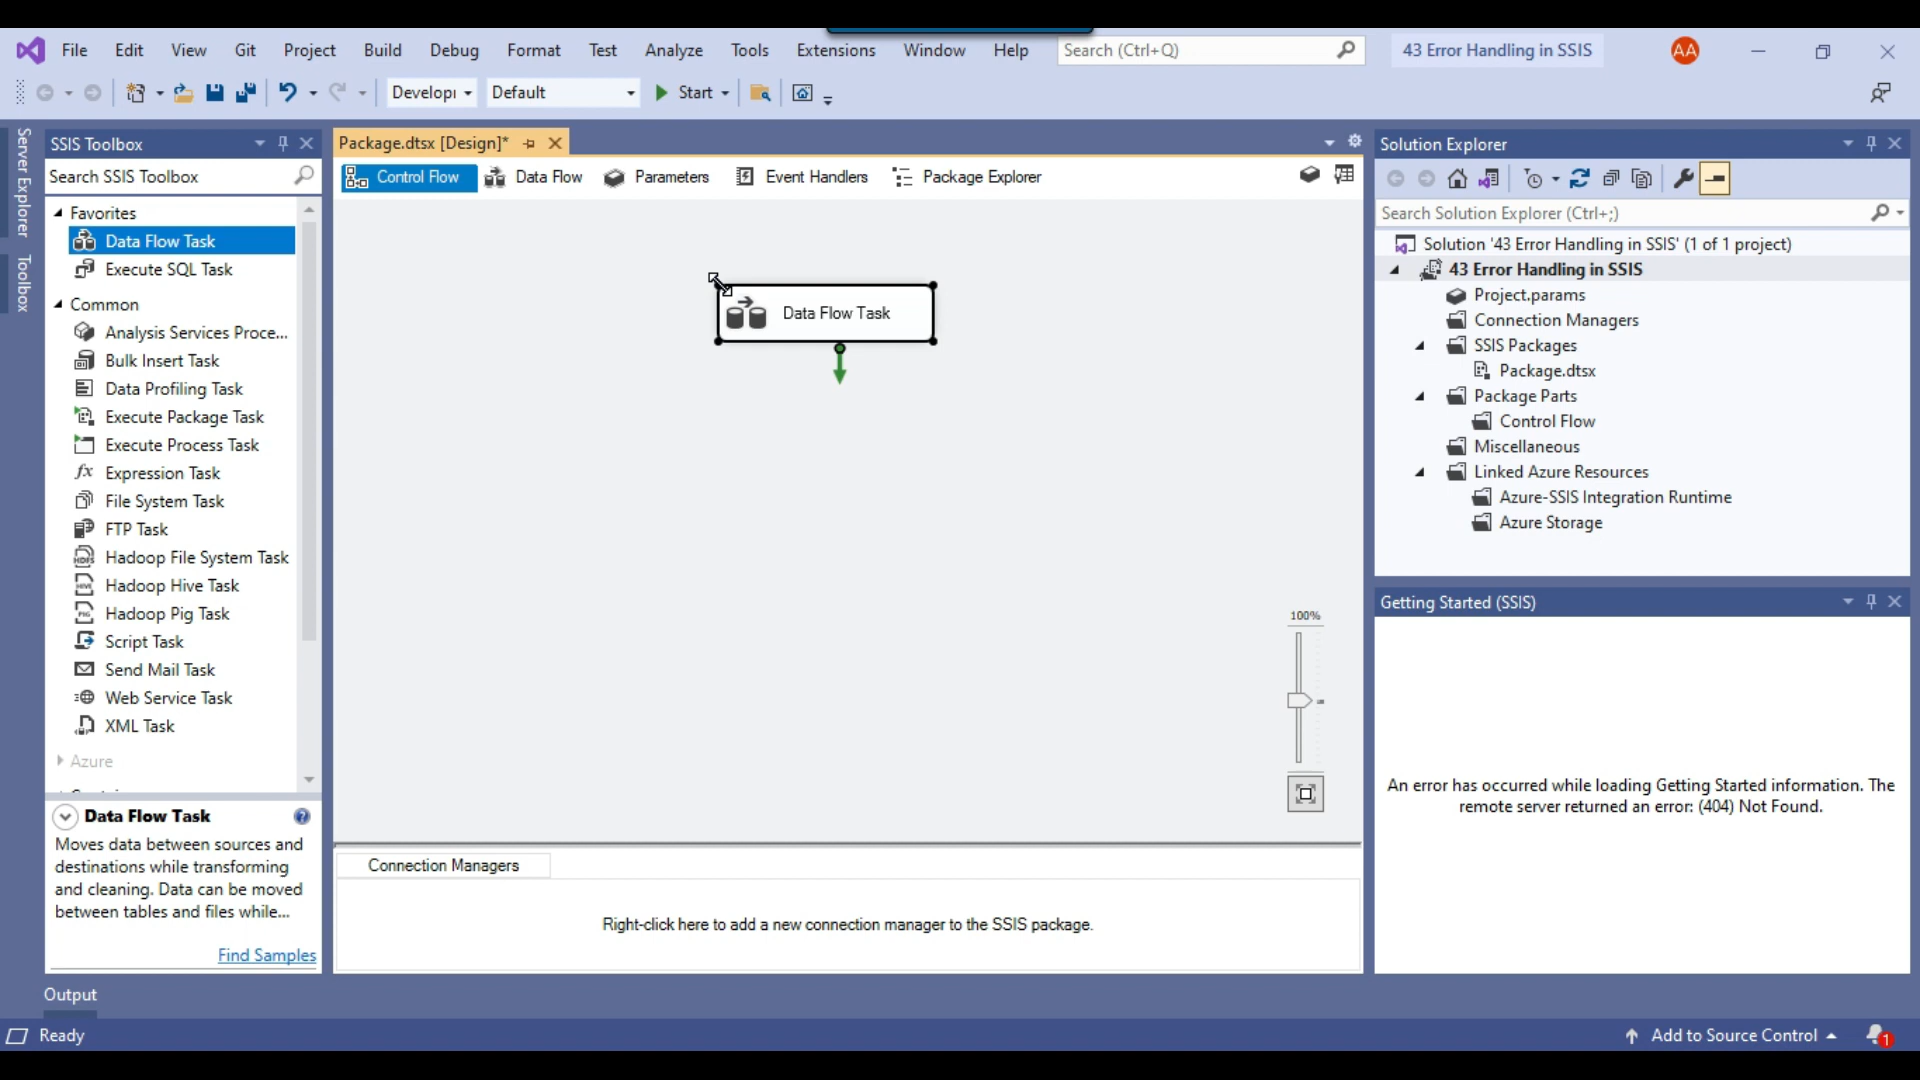 File Edit View Git Project Build Debug Format Test Analyze Tools Extensions Window Help Search (Ctrl+Q) 43 Error Handling in SSIS AA
Developi Default Start
Server Explorer
Toolbox
SSIS Toolbox
Search SSIS Toolbox
Favorites
Data Flow Task
Execute SQL Task
Common
Analysis Services Proce...
Bulk Insert Task
Data Profiling Task
Execute Package Task
Execute Process Task
Expression Task
File System Task
FTP Task
Hadoop File System Task
Hadoop Hive Task
Hadoop Pig Task
Script Task
Send Mail Task
Web Service Task
XML Task
Azure
Data Flow Task
Moves data between sources and
destinations while transforming
and cleaning. Data can be moved
between tables and files while...
Find Samples
Package.dtsx [Design]*
Control Flow Data Flow Parameters Event Handlers Package Explorer
Data Flow Task
100%
Connection Managers
Right-click here to add a new connection manager to the SSIS package.
Solution Explorer
Search Solution Explorer (Ctrl+;)
Solution '43 Error Handling in SSIS' (1 of 1 project)
43 Error Handling in SSIS
Project.params
Connection Managers
SSIS Packages
Package.dtsx
Package Parts
Control Flow
Miscellaneous
Linked Azure Resources
Azure-SSIS Integration Runtime
Azure Storage
Getting Started (SSIS)
An error has occurred while loading Getting Started information. The
remote server returned an error: (404) Not Found.
Output
Ready
Add to Source Control 1